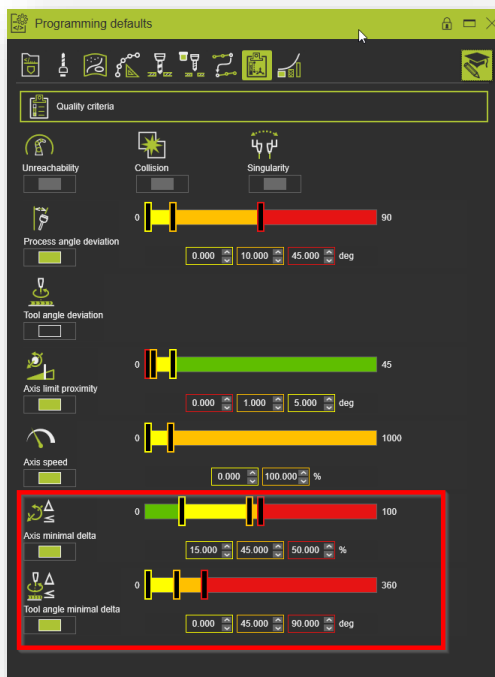 Programming defaults
Quality criteria
Unreachability
Collision
Singularity
0
90
Process angle deviation
0.000
10.000
45.000
deg
Tool angle deviation
0
45
Axis limit proximity
0.000
1.000
5.000
deg
0
1000
Axis speed
0.000
100.000
%
0
100
Axis minimal delta
15.000
45.000
50.000
%
0
360
Tool angle minimal delta
0.000
45.000
90.000
deg